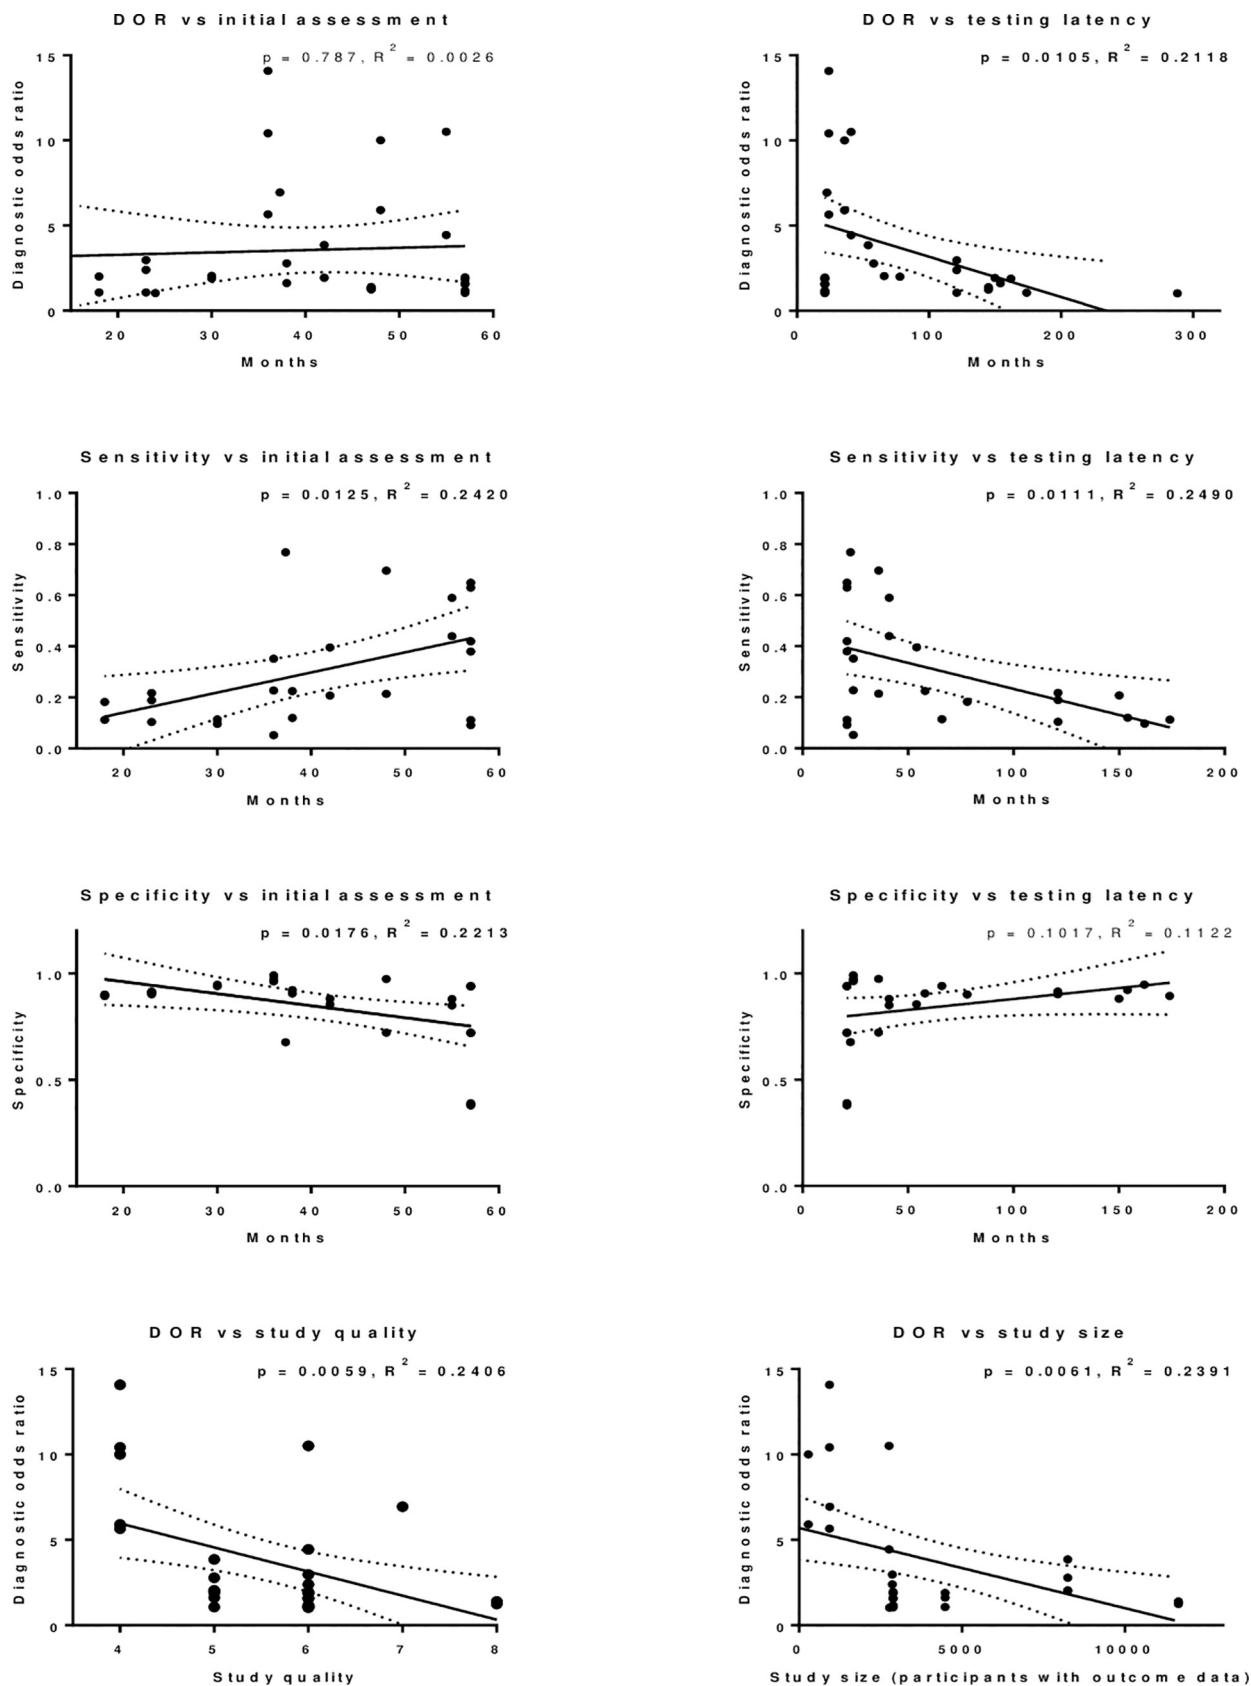 DOR vs initial assessment
p = 0.787, R² = 0.0026
15
10
5
0
Diagnostic odds ratio
20 30 40 50 60
Months
DOR vs testing latency
p = 0.0105, R² = 0.2118
15
10
5
0
Diagnostic odds ratio
0 100 200 300
Months
Sensitivity vs initial assessment
p = 0.0125, R² = 0.2420
1.0
0.8
0.6
0.4
0.2
0.0
Sensitivity
20 30 40 50 60
Months
Sensitivity vs testing latency
p = 0.0111, R² = 0.2490
1.0
0.8
0.6
0.4
0.2
0.0
Sensitivity
0 50 100 150 200
Months
Specificity vs initial assessment
p = 0.0176, R² = 0.2213
1.0
0.5
0.0
Specificity
20 30 40 50 60
Months
Specificity vs testing latency
p = 0.1017, R² = 0.1122
1.0
0.5
0.0
Specificity
0 50 100 150 200
Months
DOR vs study quality
p = 0.0059, R² = 0.2406
15
10
5
0
Diagnostic odds ratio
4 5 6 7 8
Study quality
DOR vs study size
p = 0.0061, R² = 0.2391
15
10
5
0
Diagnostic odds ratio
0 5000 10000
Study size (participants with outcome data)